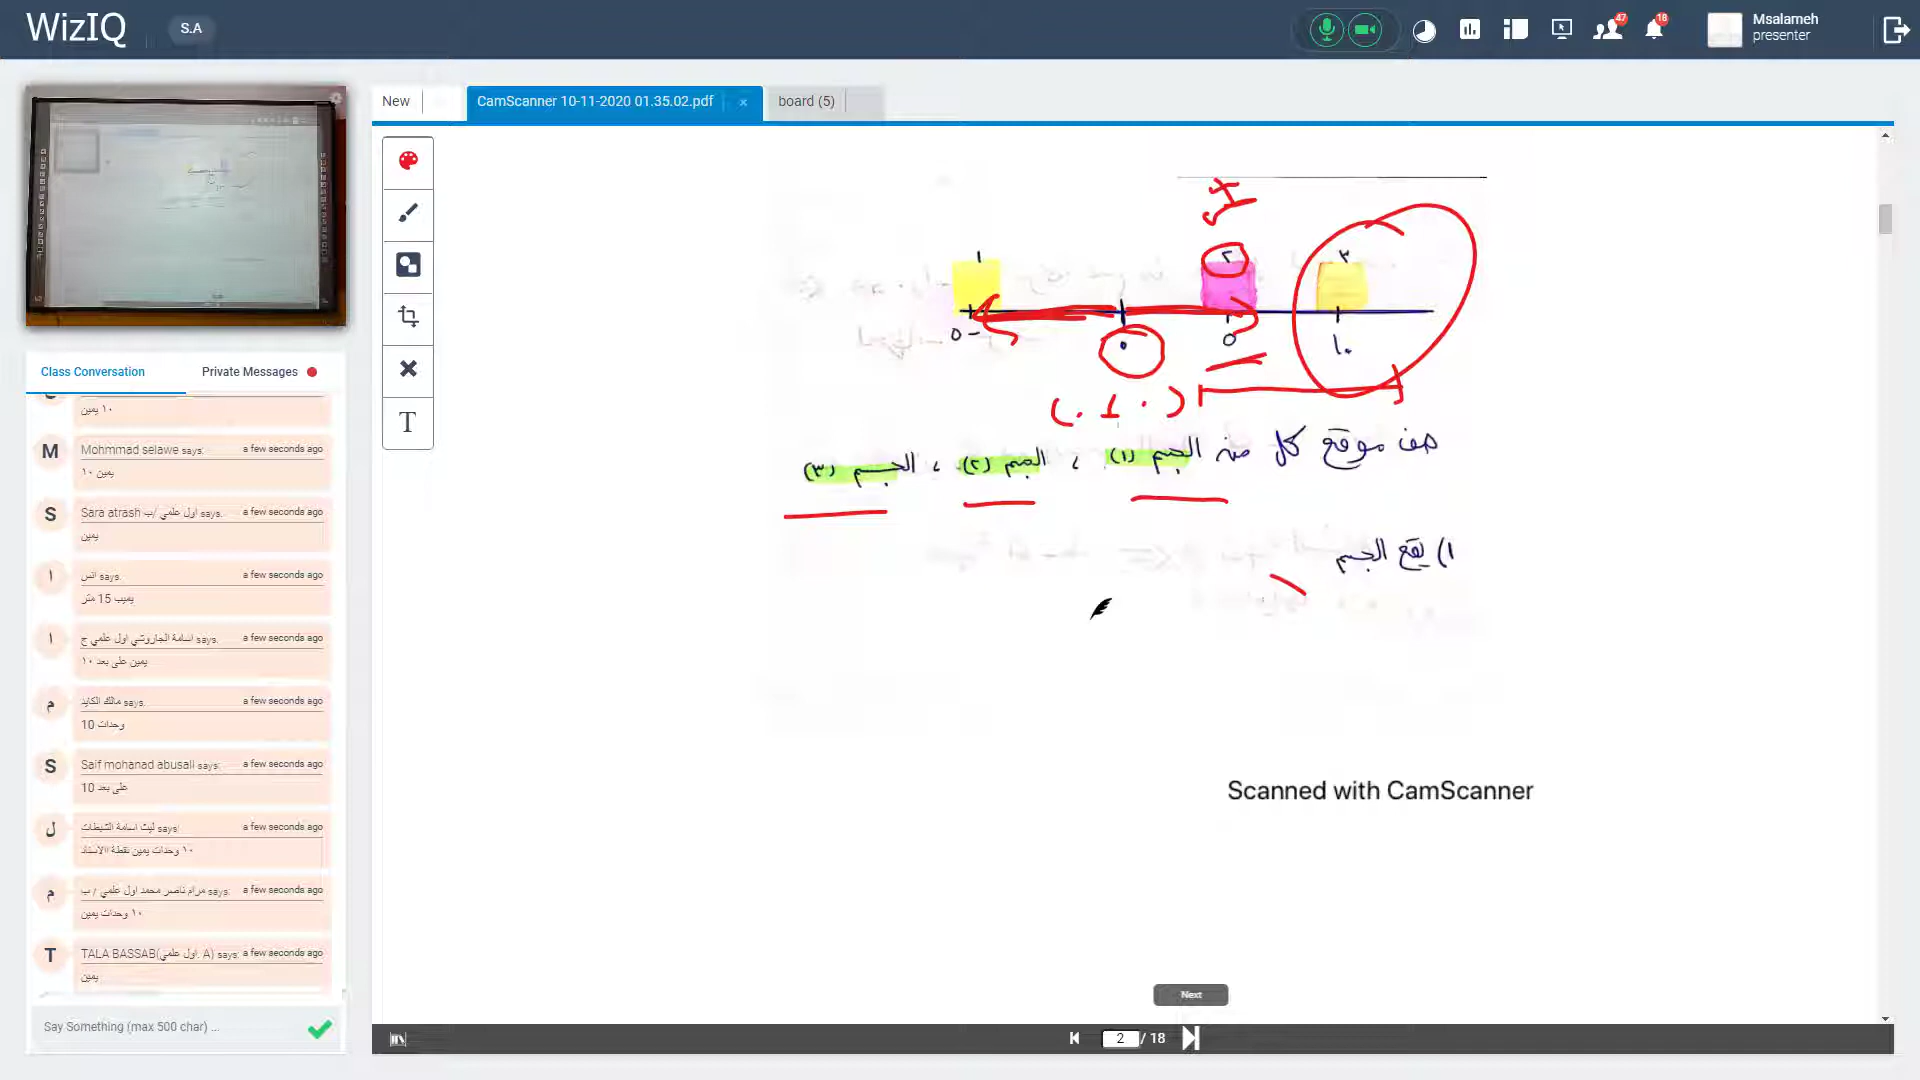 WizIQ
S.A
47
18
Msalameh
presenter
New
CamScanner 10-11-2020 01.35.02.pdf
×
board (5)
Class Conversation
Private Messages
١٠ يمين
M
Mohmmad selawe says:
a few seconds ago
يمين ١٠
S
Sara atrash اول علمي /ب says.
a few seconds ago
يمين
ا
انس says.
a few seconds ago
يميب 15 متر
ا
اسامة الجاروشي اول علمي ج says.
a few seconds ago
يمين على بعد ١٠
م
مالك الكايد says.
a few seconds ago
10 وحدات
S
Saif mohanad abusall says:
a few seconds ago
على بعد 10
ل
ليث اسامة الشيطات says:
a few seconds ago
١٠ وحدات يمين نقطة الاسناد
م
مرام ناصر محمد اول علمي / ب says:
a few seconds ago
١٠ وحدات يمين
T
TALA BASSAB(اول علمي. A) says:
a few seconds ago
يمين
Say Something (max 500 char) ...
T
١
٢
٣
٥-
٠
٥
١٠
صف موقع كل من الجسم (١) ، الجسم (٢) ، الجسم (٣)
١) يقع الجسم
Scanned with CamScanner
Next
2 / 18